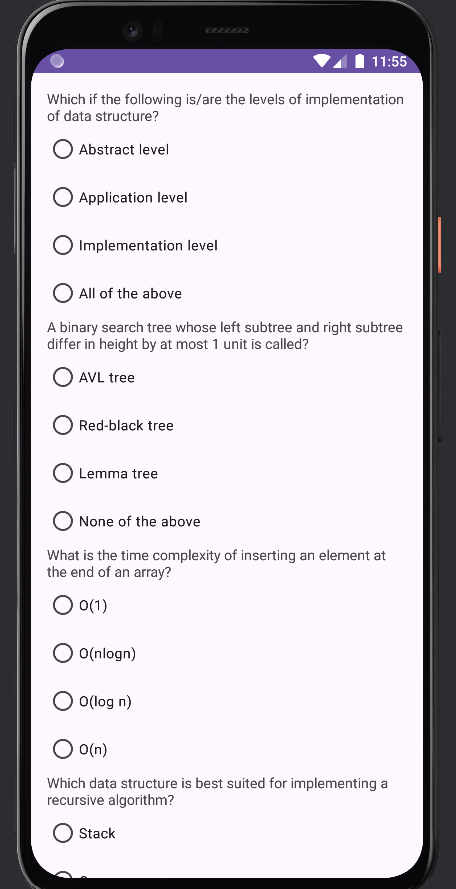 11:55
Which if the following is/are the levels of implementation
of data structure?
Abstract level
Application level
Implementation level
All of the above
A binary search tree whose left subtree and right subtree
differ in height by at most 1 unit is called?
AVL tree
Red-black tree
Lemma tree
None of the above
What is the time complexity of inserting an element at
the end of an array?
O(1)
O(nlogn)
O(log n)
O(n)
Which data structure is best suited for implementing a
recursive algorithm?
Stack